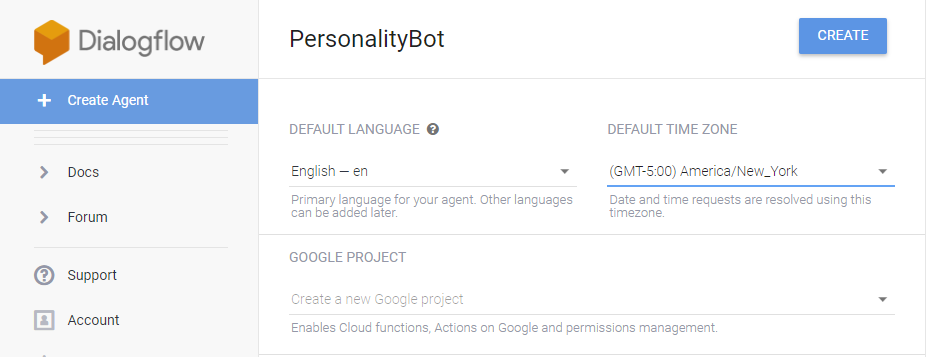 Dialogflow
PersonalityBot
CREATE
Create Agent
Docs
Forum
Support
Account
DEFAULT LANGUAGE
English — en
Primary language for your agent. Other languages
can be added later.
DEFAULT TIME ZONE
(GMT-5:00) America/New_York
Date and time requests are resolved using this
timezone.
GOOGLE PROJECT
Create a new Google project
Enables Cloud functions, Actions on Google and permissions management.